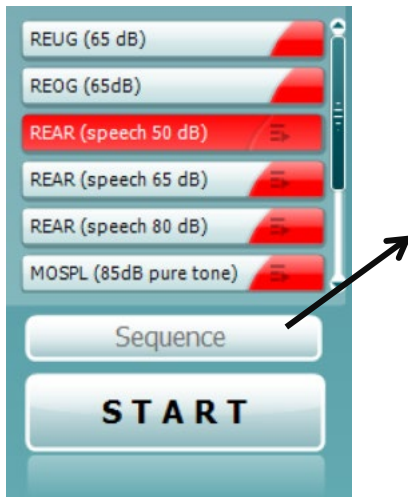 REUG (65 dB)
REOG (65dB)
REAR (speech 50 dB)
REAR (speech 65 dB)
REAR (speech 80 dB)
MOSPL (85dB pure tone)
Sequence
START